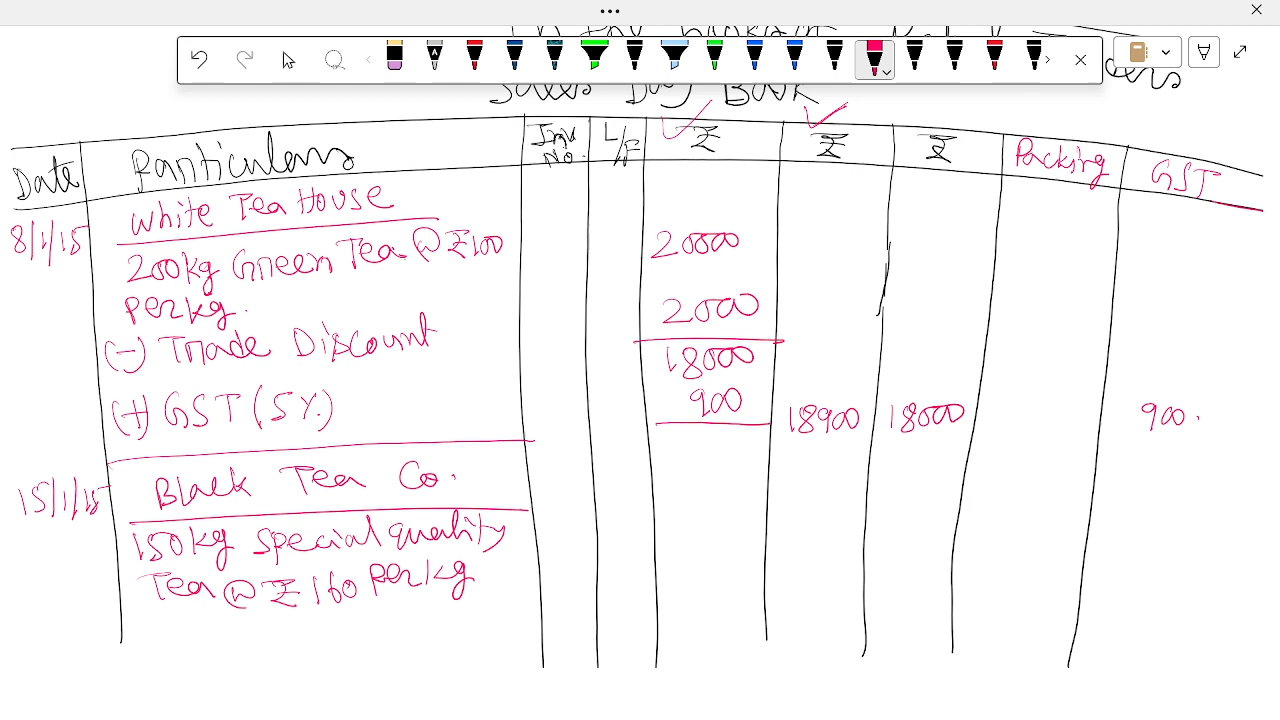 Sales Day Book
Date Particulars Inv No. L/F ₹ ₹ ₹ Packing GST
8/1/15 White Tea House
200kg Green Tea @ ₹100 20000
Per kg. 2000
(-) Trade Discount 18000
(+) GST (5%) 900 18900 18000 900.
15/1/15 Black Tea Co.
150kg special quality
Tea @ ₹ 160 Per kg